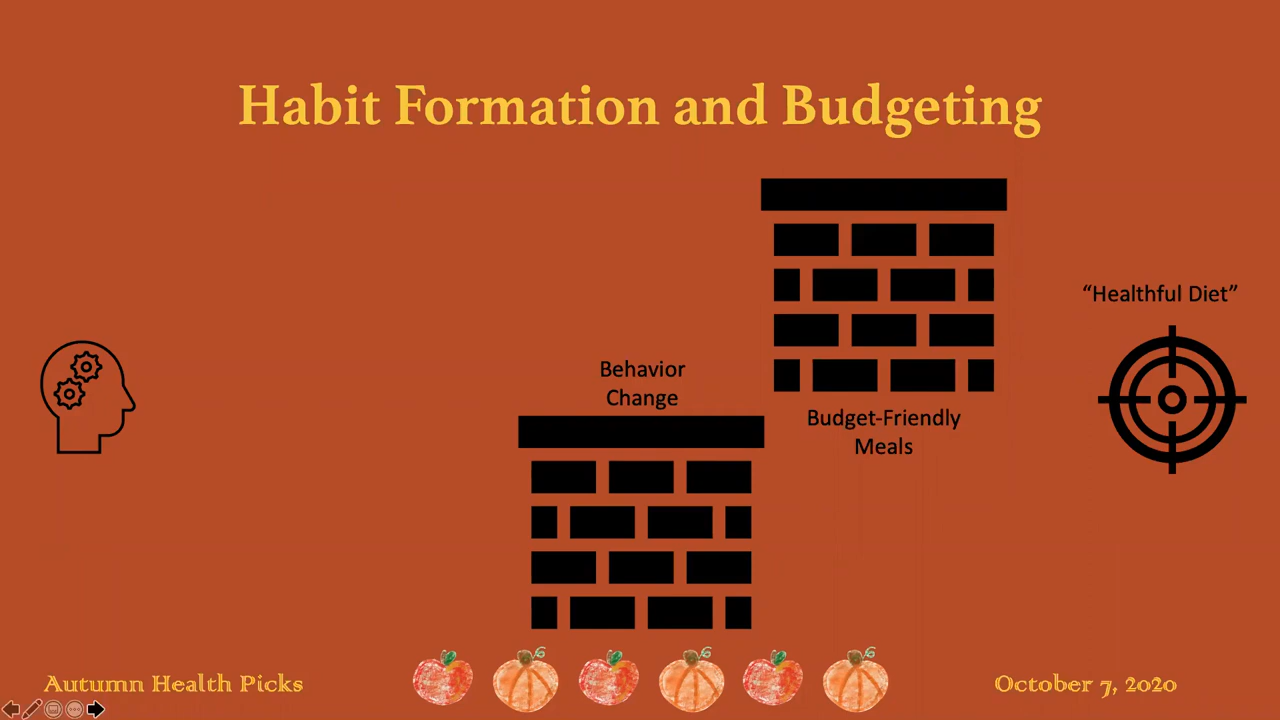 Habit Formation and Budgeting
"Healthful Diet"
Behavior
Change
Budget-Friendly
Meals
Autumn Health Picks
October 7, 2020